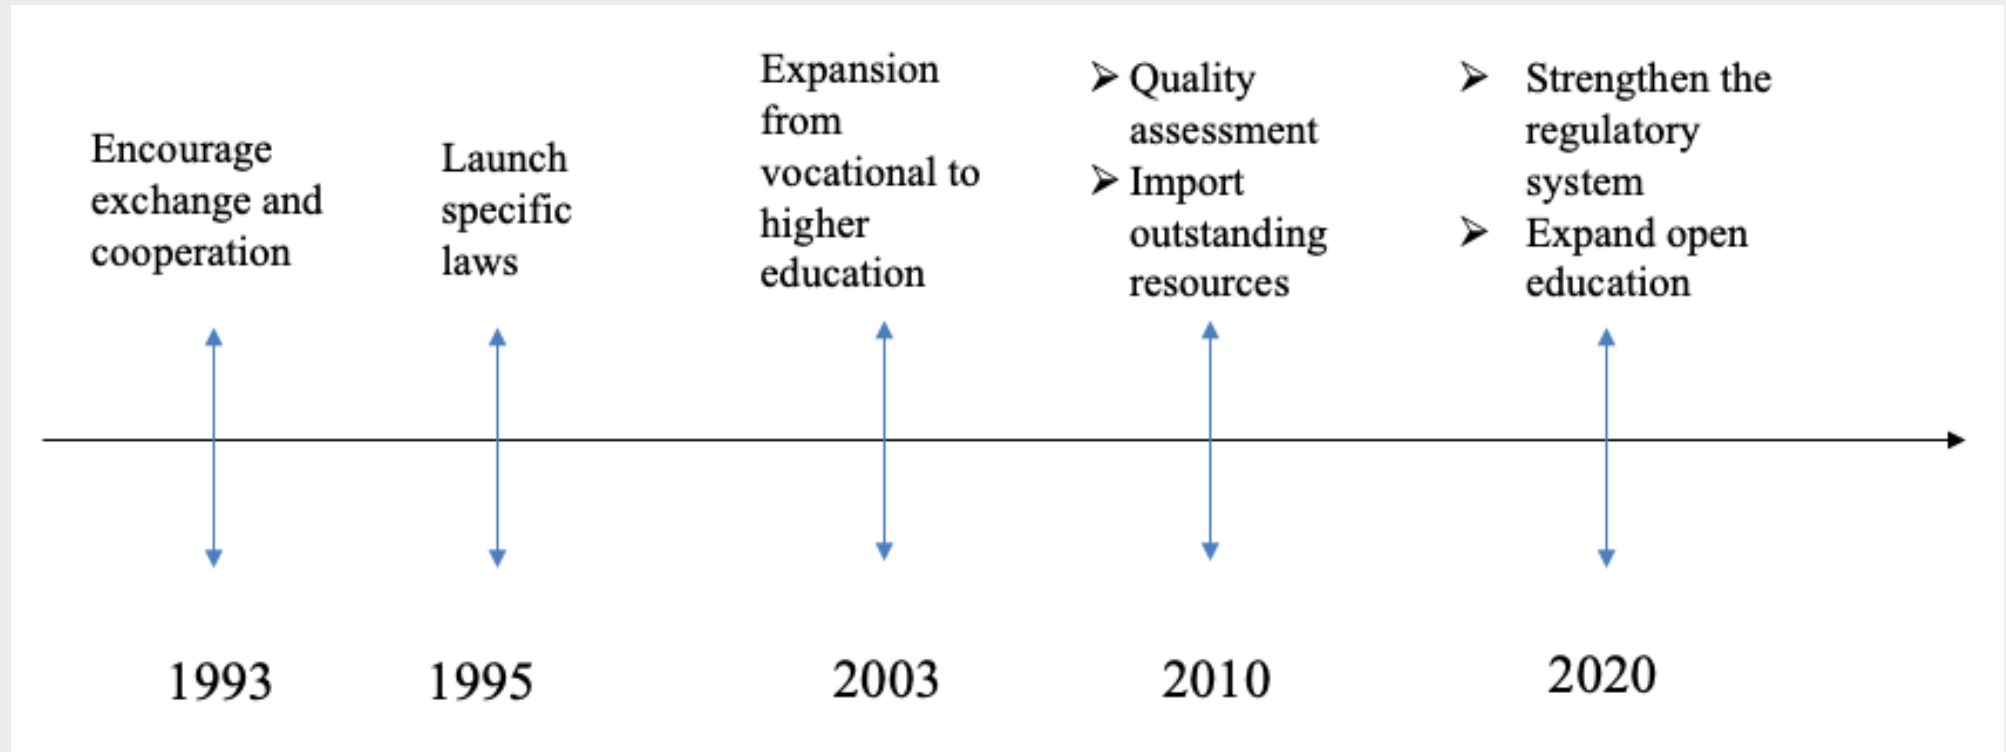 Encourage
exchange and
cooperation
Launch
specific
laws
Expansion
from
vocational to
higher
education
➢ Quality
assessment
➢ Import
outstanding
resources
➢ Strengthen the
regulatory
system
➢ Expand open
education
1993
1995
2003
2010
2020